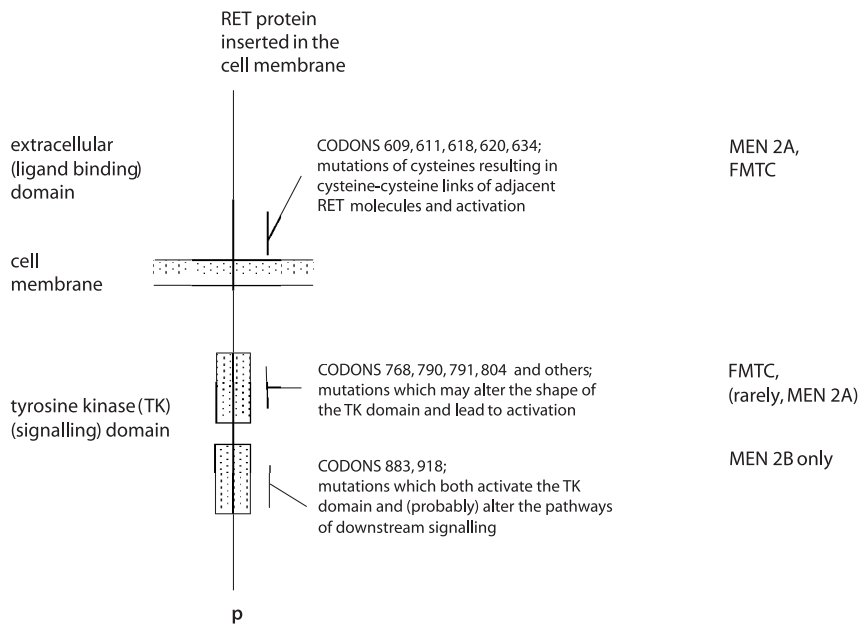 RET protein
inserted in the
cell membrane
extracellular
(ligand binding)
domain
CODONS 609, 611, 618, 620, 634;
mutations of cysteines resulting in
cysteine-cysteine links of adjacent
RET molecules and activation
MEN 2A,
FMTC
cell
membrane
tyrosine kinase (TK)
(signalling) domain
CODONS 768, 790, 791, 804 and others;
mutations which may alter the shape of
the TK domain and lead to activation
FMTC,
(rarely, MEN 2A)
CODONS 883, 918;
mutations which both activate the TK
domain and (probably) alter the pathways
of downstream signalling
MEN 2B only
p